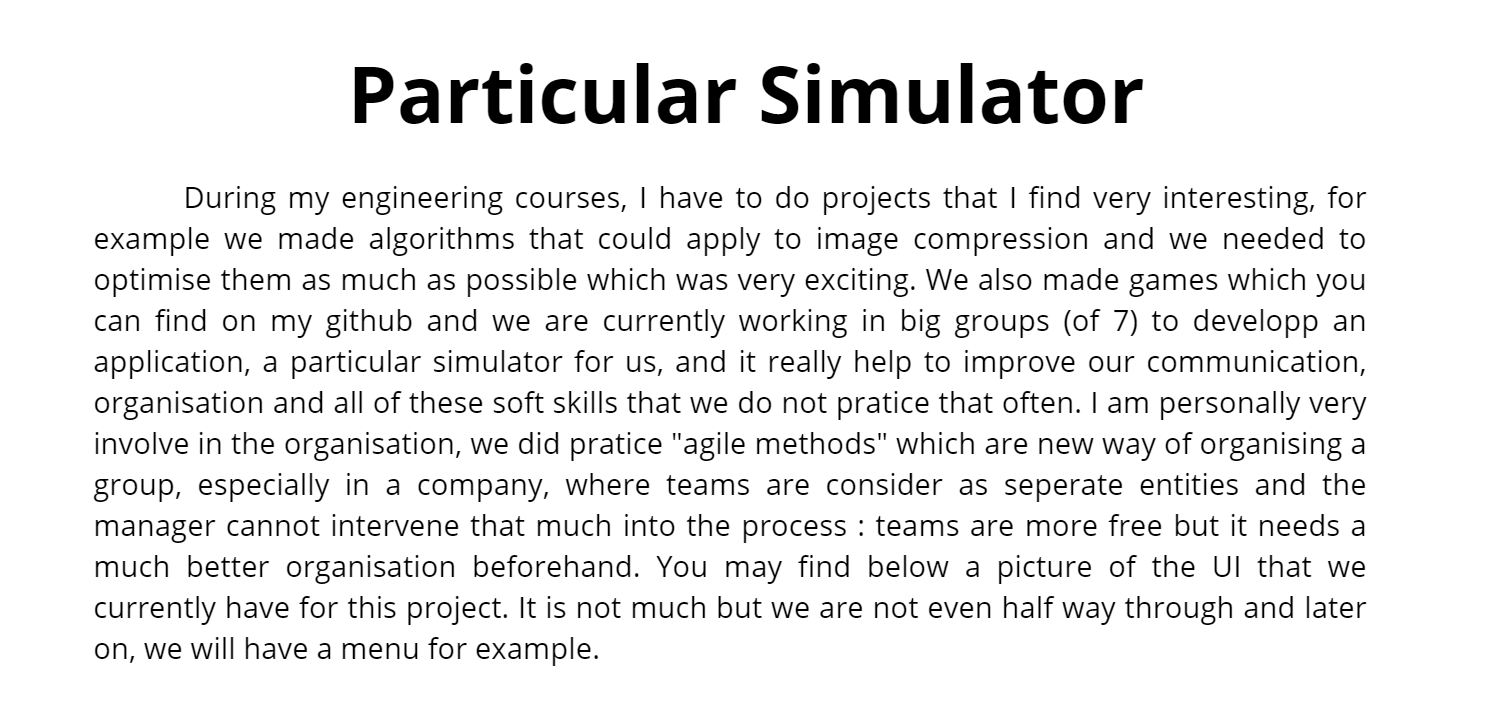 Particular Simulator
During my engineering courses, I have to do projects that I find very interesting, for
example we made algorithms that could apply to image compression and we needed to
optimise them as much as possible which was very exciting. We also made games which you
can find on my github and we are currently working in big groups (of 7) to developp an
application, a particular simulator for us, and it really help to improve our communication,
organisation and all of these soft skills that we do not pratice that often. I am personally very
involve in the organisation, we did pratice "agile methods" which are new way of organising a
group, especially in a company, where teams are consider as seperate entities and the
manager cannot intervene that much into the process : teams are more free but it needs a
much better organisation beforehand. You may find below a picture of the UI that we
currently have for this project. It is not much but we are not even half way through and later
on, we will have a menu for example.